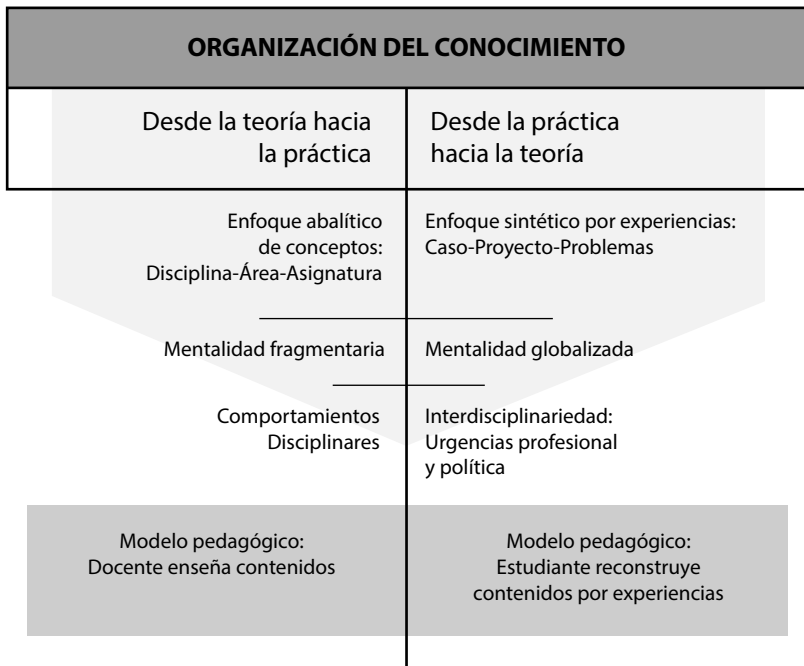 ORGANIZACIÓN DEL CONOCIMIENTO
Desde la teoría hacia
la práctica
Desde la práctica
hacia la teoría
Enfoque abalítico
de conceptos:
Disciplina-Área-Asignatura
Enfoque sintético por experiencias:
Caso-Proyecto-Problemas
Mentalidad fragmentaria
Mentalidad globalizada
Comportamientos
Disciplinares
Interdisciplinariedad:
Urgencias profesional
y política
Modelo pedagógico:
Docente enseña contenidos
Modelo pedagógico:
Estudiante reconstruye
contenidos por experiencias